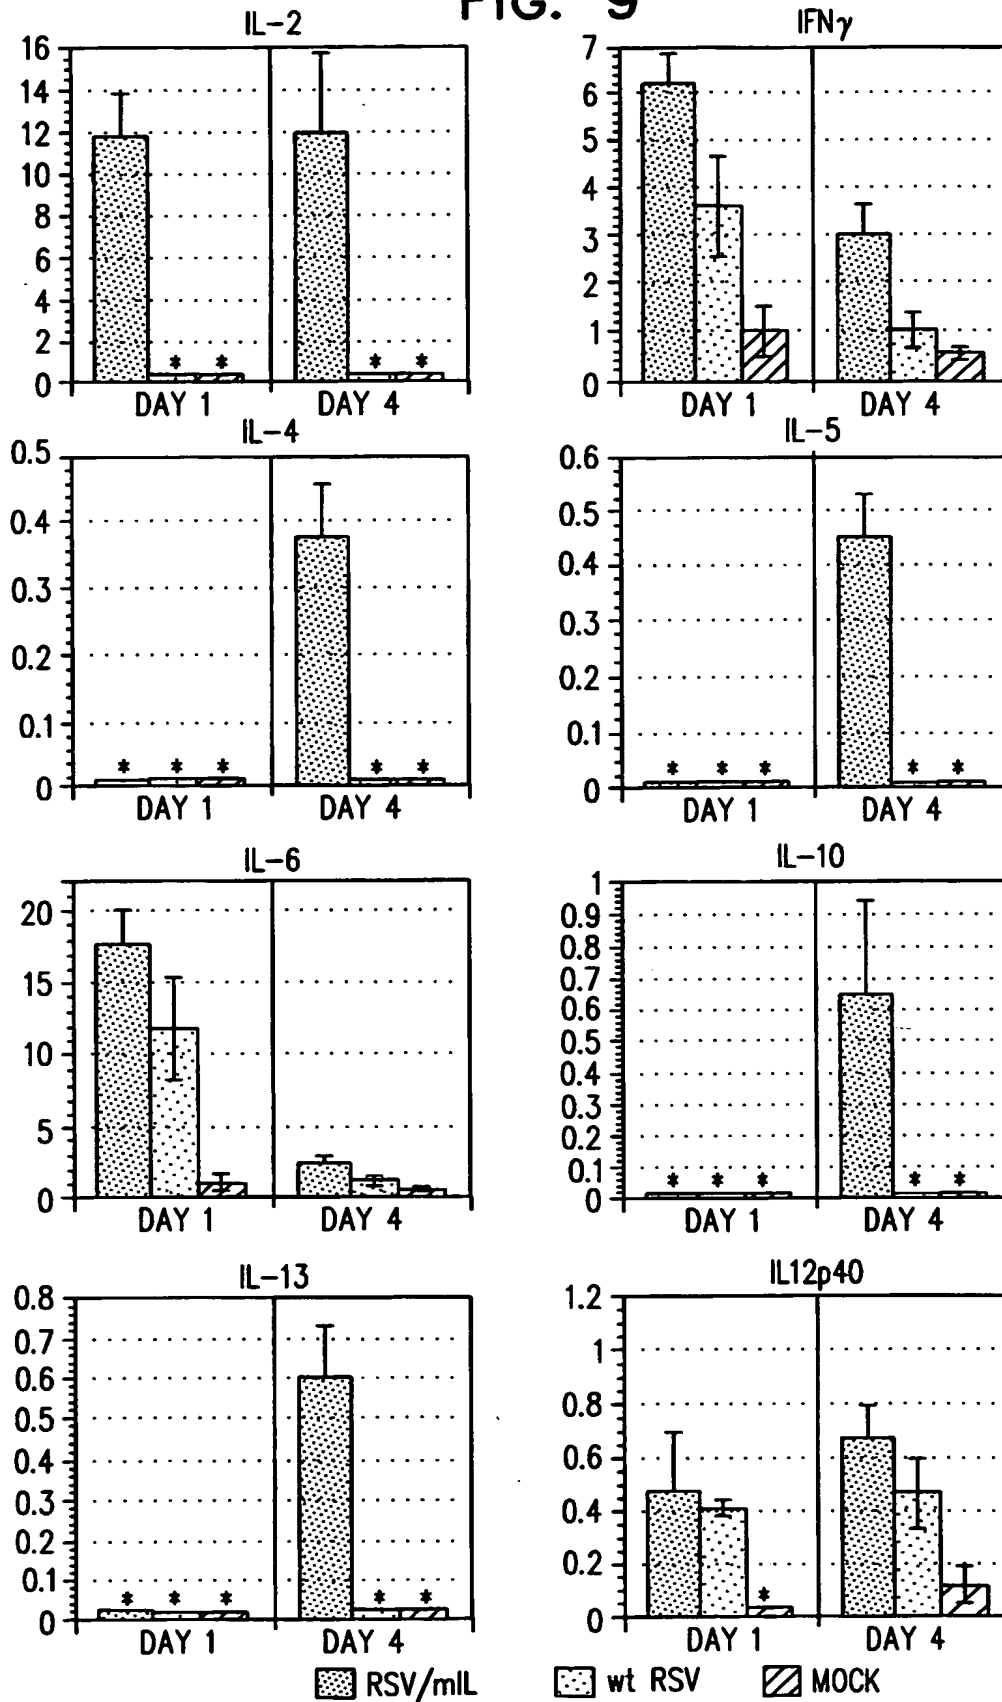 FIG. 9
IL-2
16
14
12
10
8
6
4
2
0
* *
* *
DAY 1
DAY 4
IFNγ
7
6
5
4
3
2
1
0
DAY 1
DAY 4
IL-4
0.5
0.4
0.3
0.2
0.1
0
* * *
* *
DAY 1
DAY 4
IL-5
0.6
0.5
0.4
0.3
0.2
0.1
0
* * *
* *
DAY 1
DAY 4
IL-6
20
15
10
5
0
DAY 1
DAY 4
IL-10
1
0.9
0.8
0.7
0.6
0.5
0.4
0.3
0.2
0.1
0
* * *
* *
DAY 1
DAY 4
IL-13
0.8
0.7
0.6
0.5
0.4
0.3
0.2
0.1
0
* * *
* *
DAY 1
DAY 4
IL12p40
1.2
1
0.8
0.6
0.4
0.2
0
*
DAY 1
DAY 4
RSV/mIL
wt RSV
MOCK